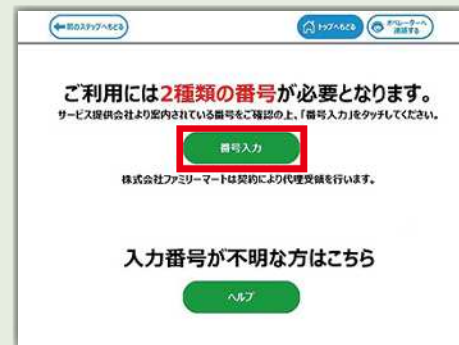 前のステップへもどる
トップへもどる
オペレーターへ
連絡する
ご利用には2種類の番号が必要となります。
サービス提供会社より案内されている番号をご確認の上、「番号入力」をタッチしてください。
番号入力
株式会社ファミリーマートは契約により代理受領を行います。
入力番号が不明な方はこちら
ヘルプ